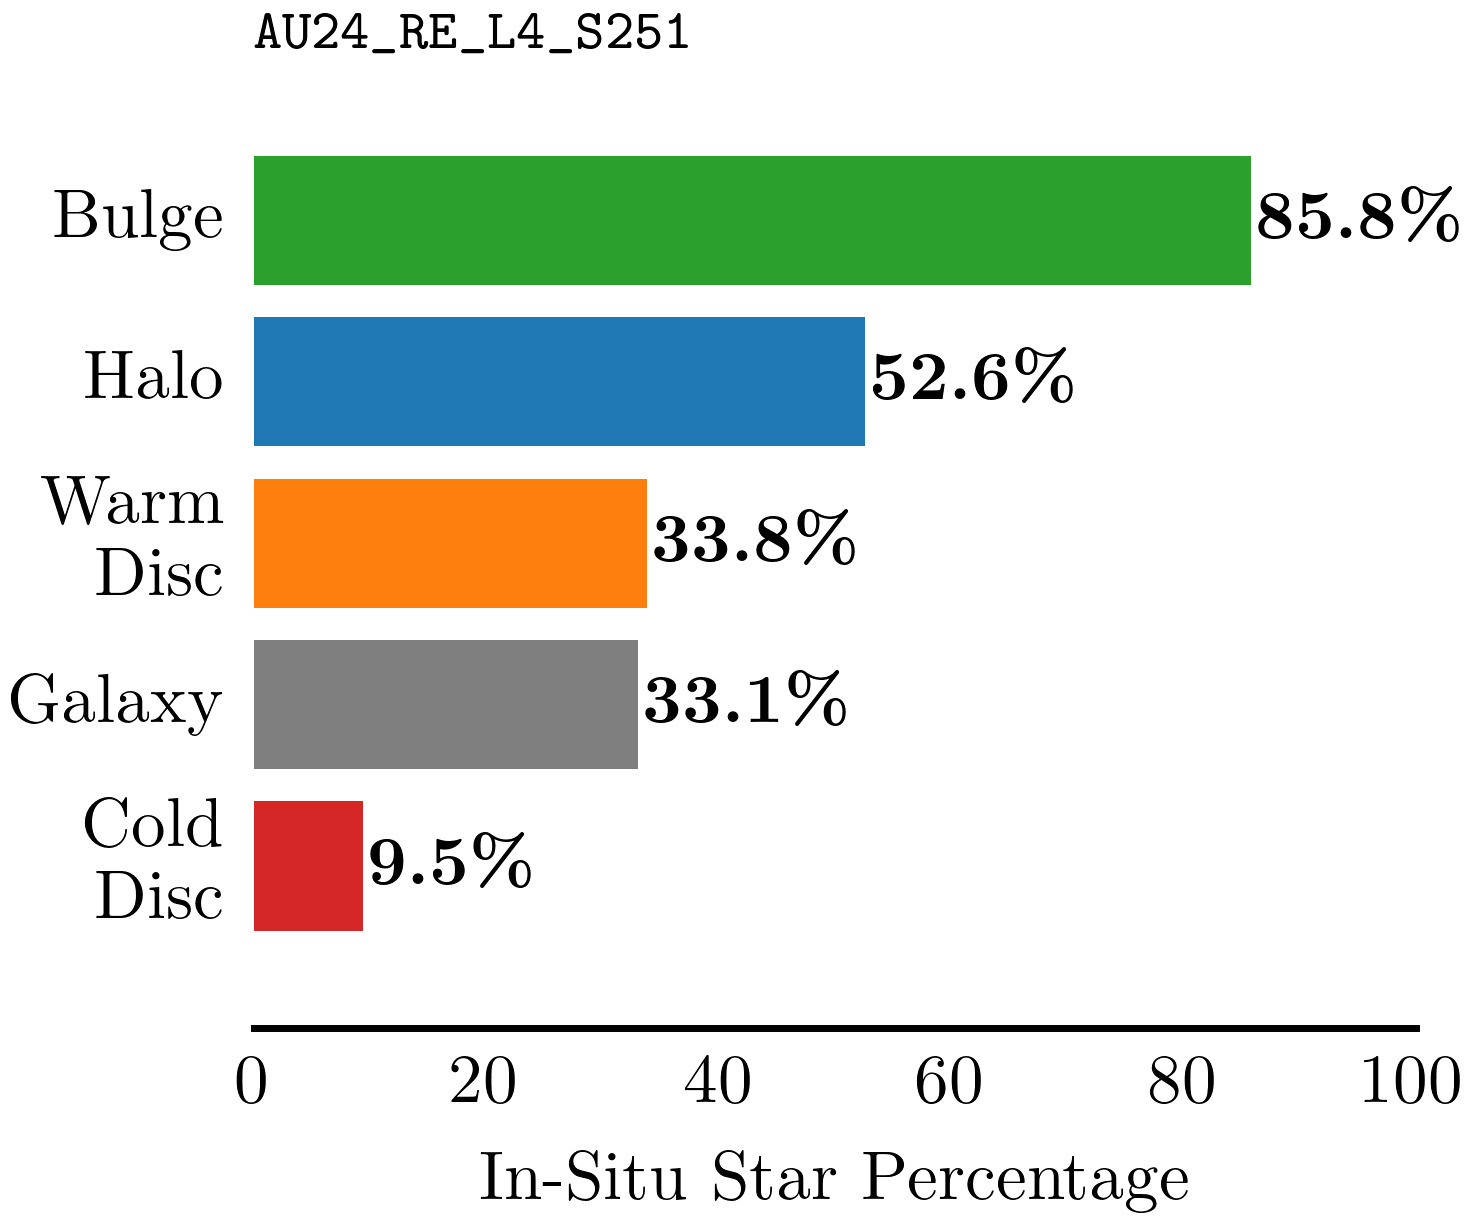 AU24_RE_L4_S251
Bulge
85.8%
Halo
52.6%
Warm
Disc
33.8%
Galaxy
33.1%
Cold
Disc
9.5%
0 20 40 60 80 100
In-Situ Star Percentage